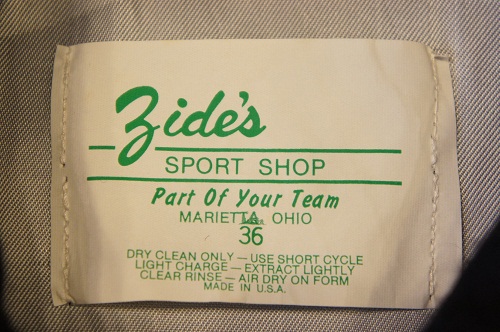 Zide's
SPORT SHOP
Part Of Your Team
MARIETTA, OHIO
36
DRY CLEAN ONLY — USE SHORT CYCLE
LIGHT CHARGE — EXTRACT LIGHTLY
CLEAR RINSE — AIR DRY ON FORM
MADE IN U.S.A.